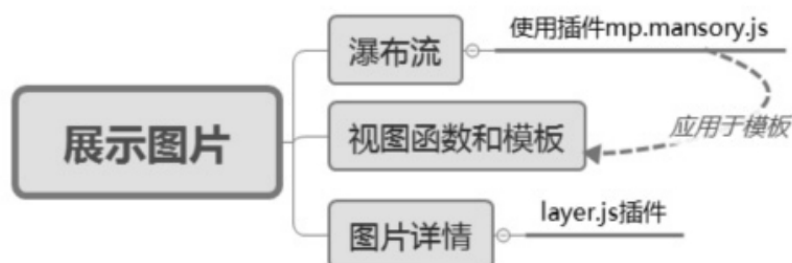 使用插件mp.mansory.js
瀑布流
应用于模板
展示图片
视图函数和模板
layer.js插件
图片详情